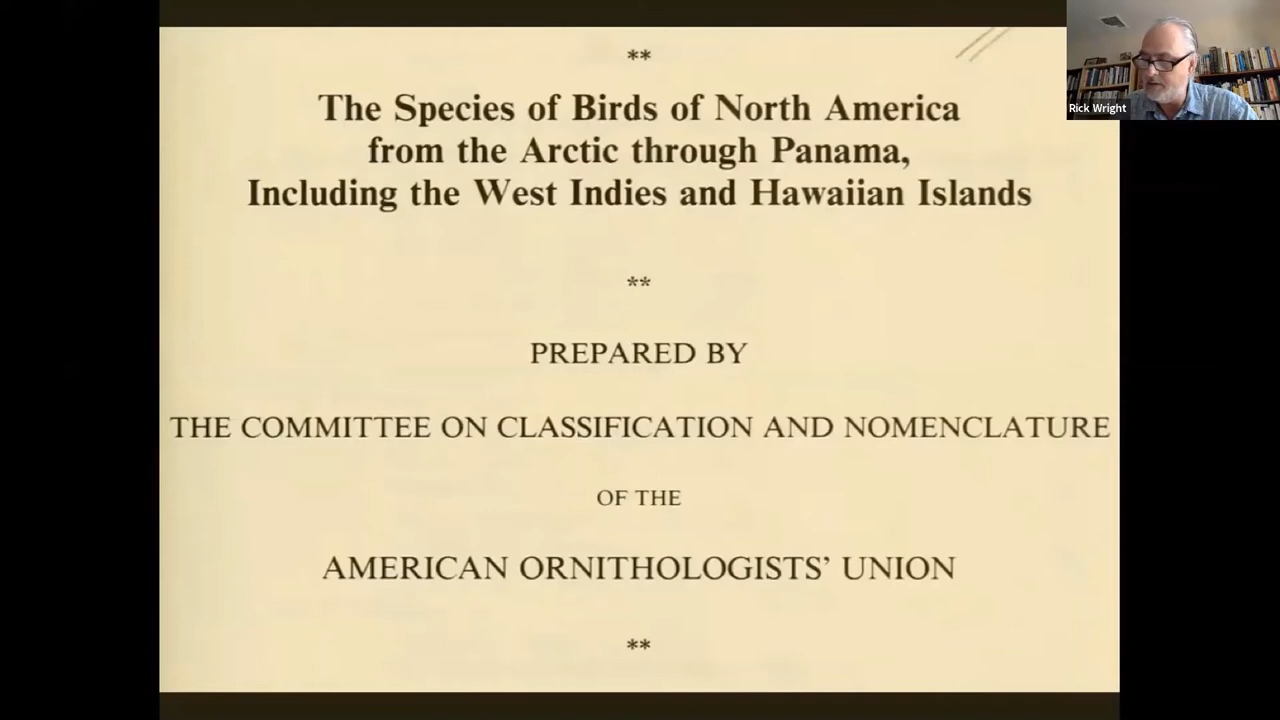 **
The Species of Birds of North America
from the Arctic through Panama,
Including the West Indies and Hawaiian Islands
**
PREPARED BY
THE COMMITTEE ON CLASSIFICATION AND NOMENCLATURE
OF THE
AMERICAN ORNITHOLOGISTS’ UNION
**
Rick Wright